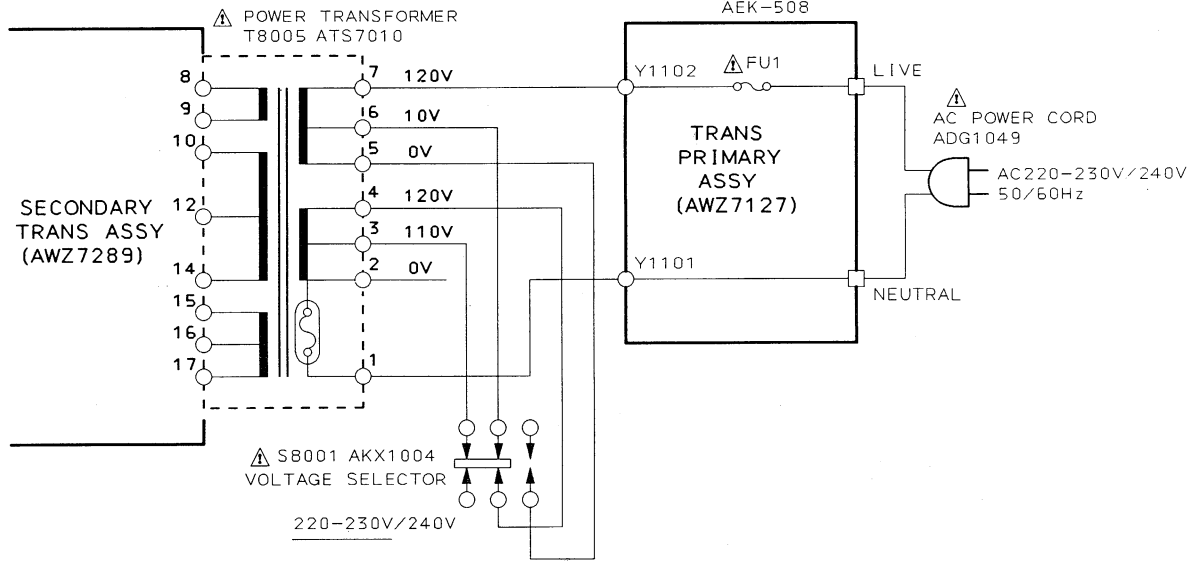 AEK-508
⚠ POWER TRANSFORMER
T8005 ATS7010
8
9
10
12
14
15
16
17
7 120V
6 10V
5 0V
4 120V
3 110V
2 0V
1
SECONDARY
TRANS ASSY
(AWZ7289)
Y1102
⚠FU1
LIVE
TRANS
PRIMARY
ASSY
(AWZ7127)
Y1101
NEUTRAL
⚠
AC POWER CORD
ADG1049
AC220-230V/240V
50/60Hz
⚠ S8001 AKX1004
VOLTAGE SELECTOR
220-230V/240V